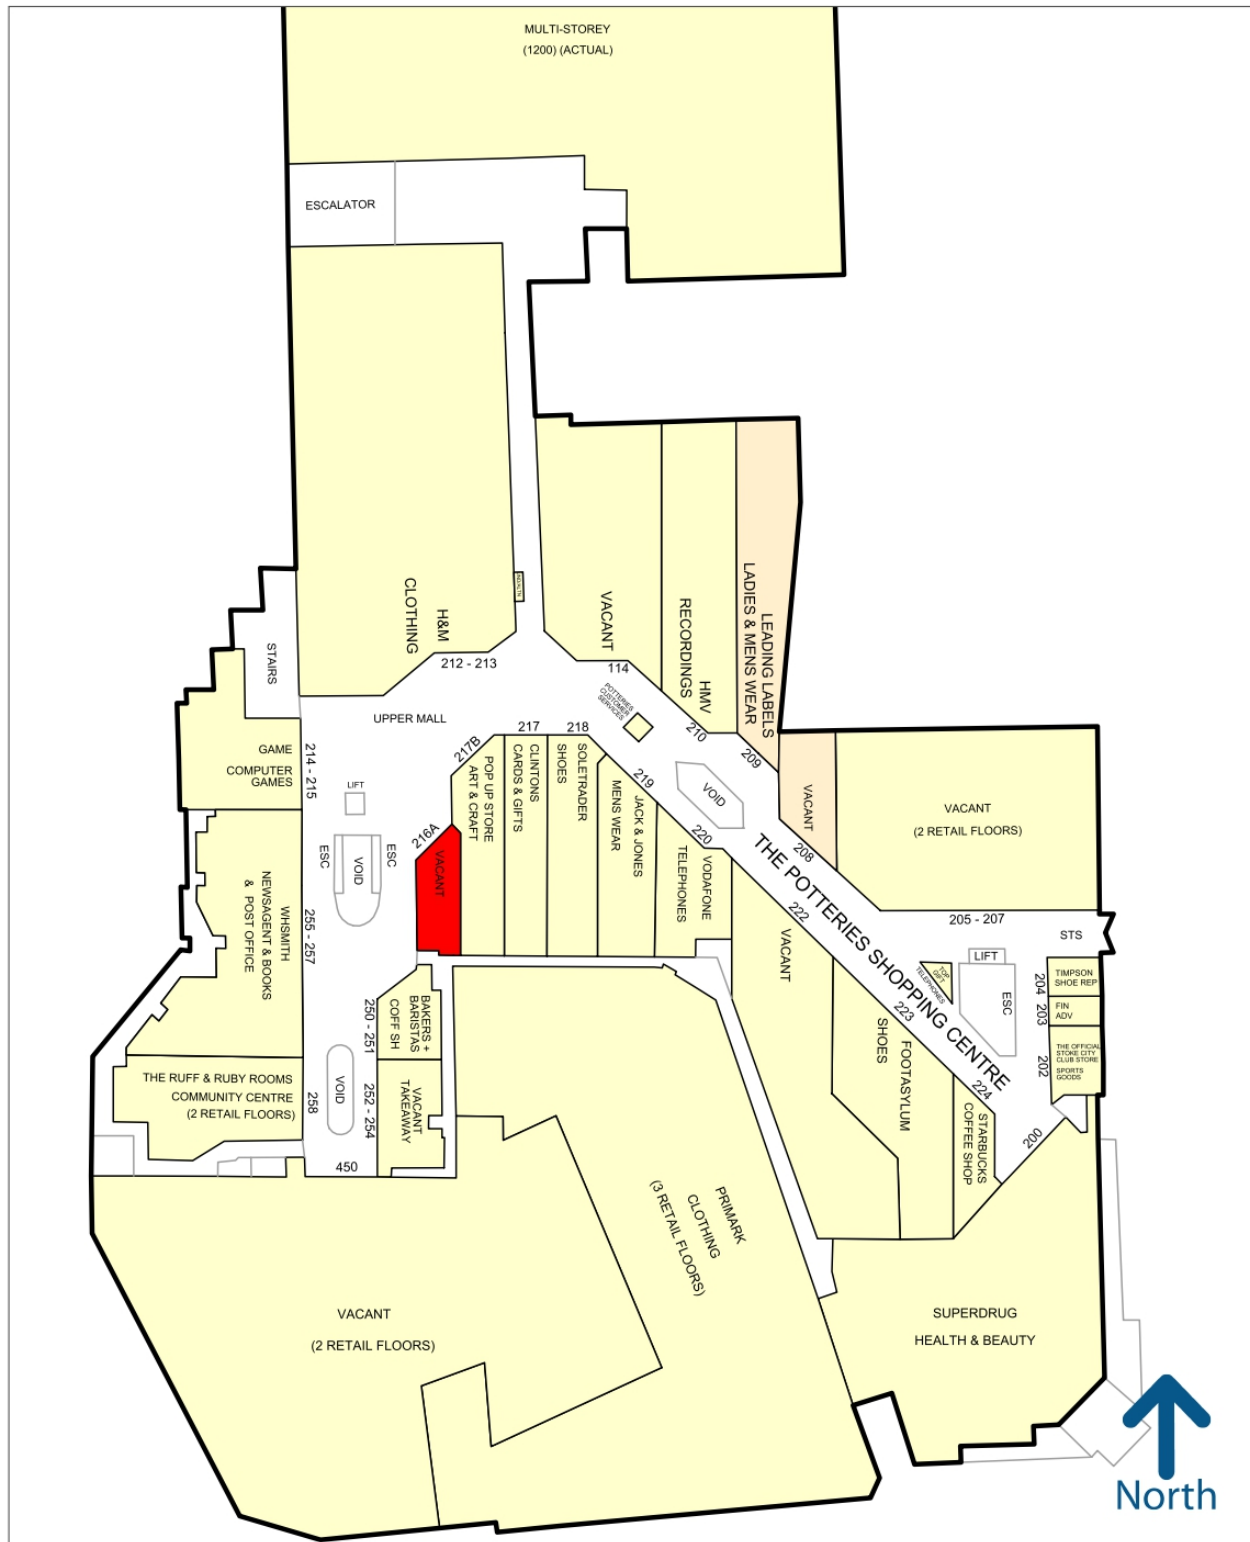 MULTI-STOREY
(1200) (ACTUAL)
ESCALATOR
H&M
CLOTHING
212 - 213
VACANT
114
HMV
RECORDINGS
210
LEADING LABELS
LADIES & MENS WEAR
209
STAIRS
POTTERIES
CUSTOMER
SERVICES
UPPER MALL
GAME
COMPUTER
GAMES
214 - 215
LIFT
ESC
VOID
ESC
216A
VACANT
217B
POP UP STORE
ART & CRAFT
217
CLINTONS
CARDS & GIFTS
218
SOLETRADER
SHOES
219
JACK & JONES
MENS WEAR
220
VODAFONE
TELEPHONES
VOID
VACANT
208
VACANT
(2 RETAIL FLOORS)
205 - 207
STS
THE POTTERIES SHOPPING CENTRE
222
VACANT
223
FOOTASYLUM
SHOES
224
STARBUCKS
COFFEE SHOP
TOP
GIFT
TELEPHONES
LIFT
ESC
204
TIMPSON
SHOE REP
203
FIN
ADV
202
THE OFFICIAL
STOKE CITY
CLUB STORE
SPORTS
GOODS
200
WHSMITH
NEWSAGENT & BOOKS
& POST OFFICE
255 - 257
250 - 251
BAKERS +
BARISTAS
COFF SH
THE RUFF & RUBY ROOMS
COMMUNITY CENTRE
(2 RETAIL FLOORS)
258
VOID
252 - 254
VACANT
TAKEAWAY
450
PRIMARK
CLOTHING
(3 RETAIL FLOORS)
VACANT
(2 RETAIL FLOORS)
SUPERDRUG
HEALTH & BEAUTY
North